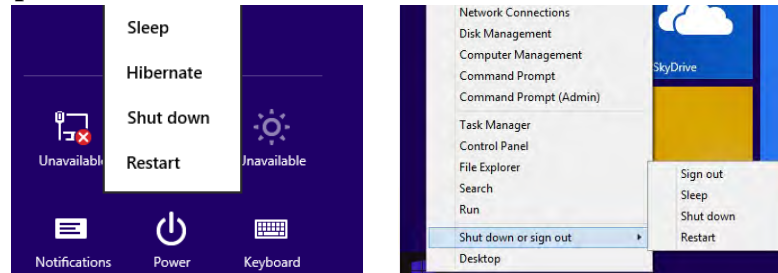 Sleep
Hibernate
Shut down
Restart
Unavailabl
Unavailable
Notifications
Power
Keyboard
Network Connections
Disk Management
Computer Management
Command Prompt
Command Prompt (Admin)
Task Manager
Control Panel
File Explorer
Search
Run
Shut down or sign out
Desktop
SkyDrive
Sign out
Sleep
Shut down
Restart